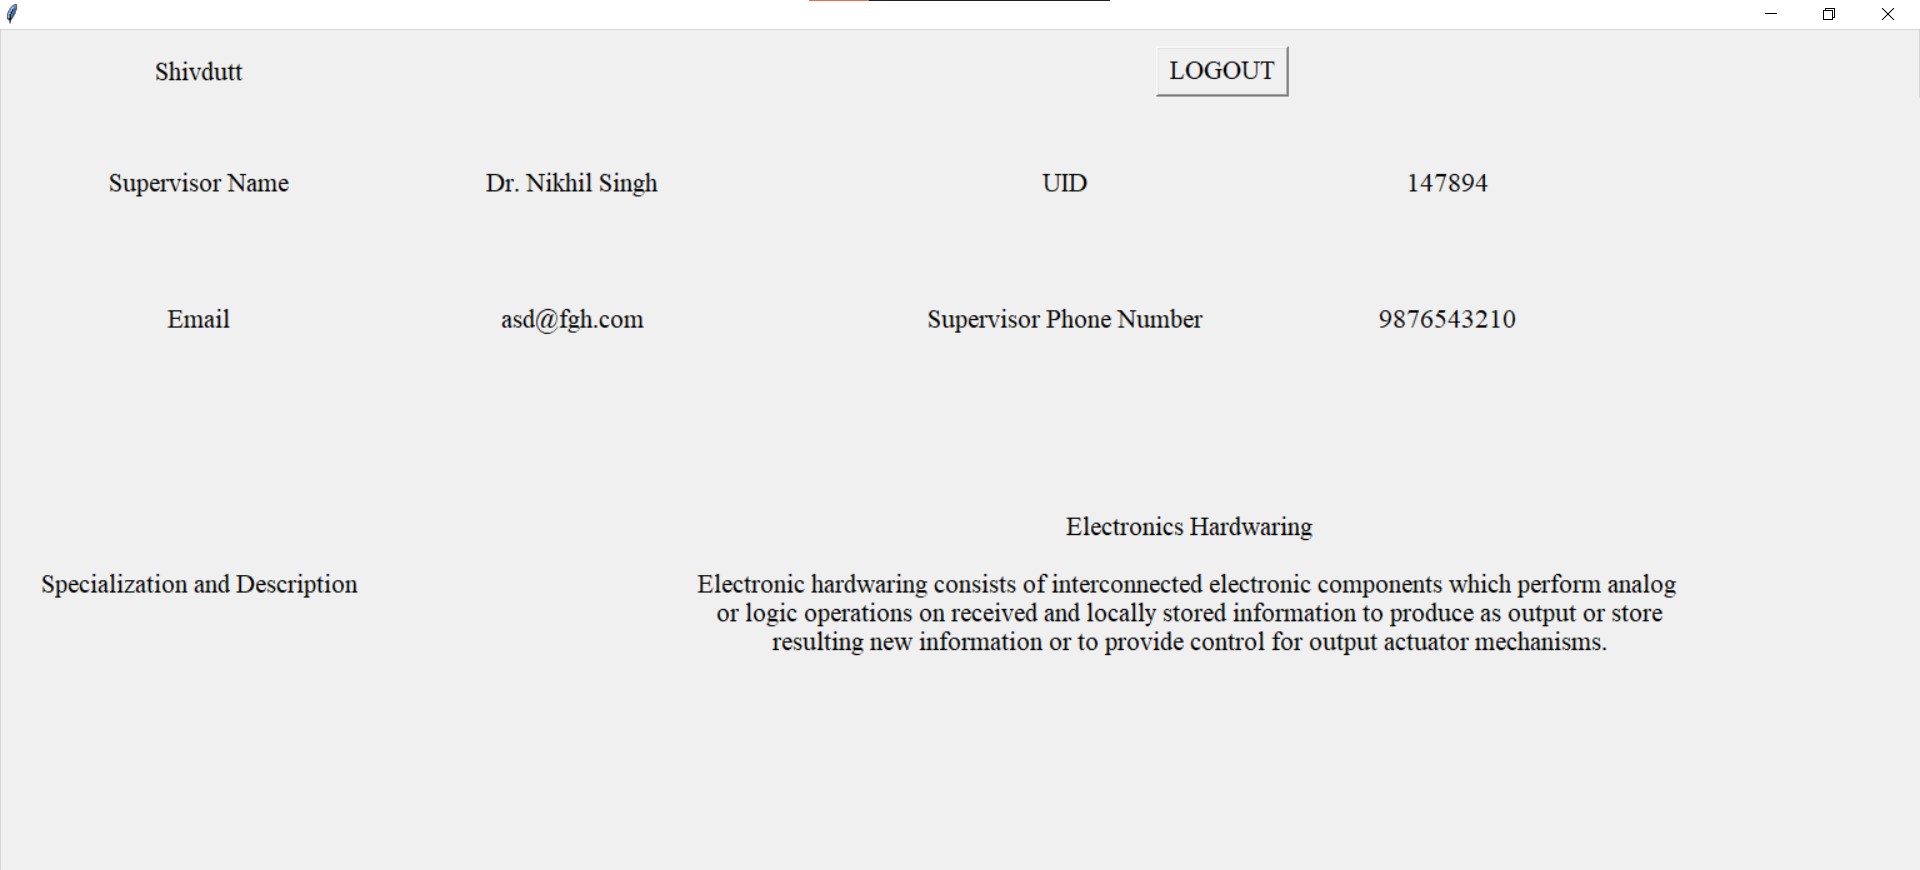 Shivdutt LOGOUT
Supervisor Name Dr. Nikhil Singh UID 147894
Email asd@fgh.com Supervisor Phone Number 9876543210
Electronics Hardwaring
Specialization and Description Electronic hardwaring consists of interconnected electronic components which perform analog
or logic operations on received and locally stored information to produce as output or store
resulting new information or to provide control for output actuator mechanisms.